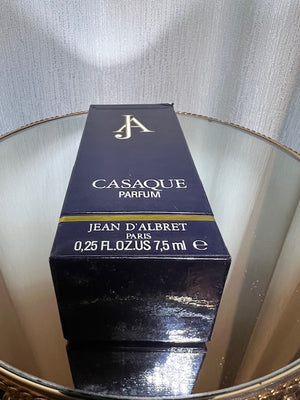 JA
CASAQUE
PARFUM
JEAN D'ALBRET
PARIS
0,25 FL.OZ.US 7,5 ml ℮